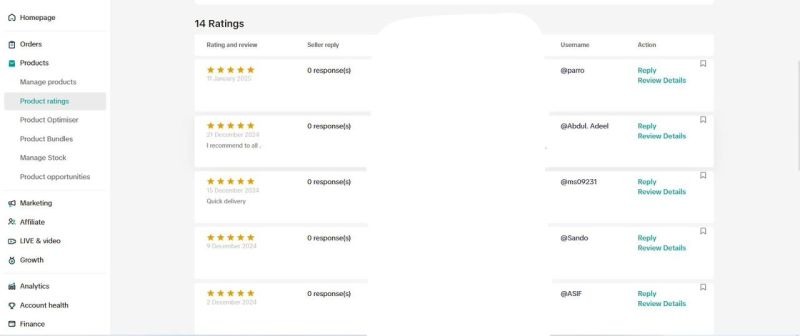 Homepage
Orders
Products
Manage products
Product ratings
Product Optimiser
Product Bundles
Manage Stock
Product opportunities
Marketing
Affiliate
LIVE & video
Growth
Analytics
Account health
Finance
14 Ratings
Rating and review Seller reply Username Action
0 response(s) @parro Reply
11 January 2025 Review Details
0 response(s) @Abdul. Adeel Reply
21 December 2024 Review Details
I recommend to all .
0 response(s) @ms09231 Reply
15 December 2024 Review Details
Quick delivery
0 response(s) @Sando Reply
9 December 2024 Review Details
0 response(s) @ASIF Reply
2 December 2024 Review Details